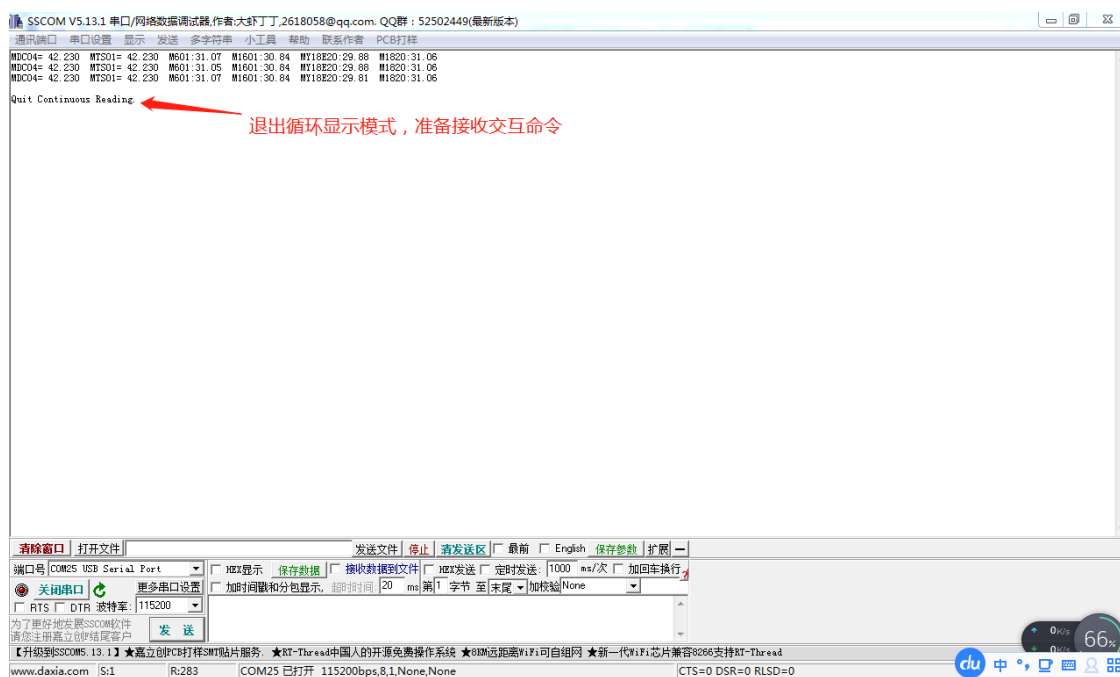 SSCOM V5.13.1 串口/网络数据调试器,作者:大虾丁丁,2618058@qq.com. QQ群：52502449(最新版本)
通讯端口 串口设置 显示 发送 多字符串 小工具 帮助 联系作者 PCB打样
MDC04= 42.230 MTS01= 42.230 M601:31.07 M1601:30.84 MY18E20:29.88 M1820:31.06
MDC04= 42.230 MTS01= 42.230 M601:31.05 M1601:30.84 MY18E20:29.88 M1820:31.06
MDC04= 42.230 MTS01= 42.230 M601:31.07 M1601:30.84 MY18E20:29.81 M1820:31.06
Quit Continuous Reading.
退出循环显示模式，准备接收交互命令
清除窗口 打开文件 发送文件 停止 清发送区 最前 English 保存参数 扩展 —
端口号 COM25 USB Serial Port HEX显示 保存数据 接收数据到文件 HEX发送 定时发送: 1000 ms/次 加回车换行
关闭串口 更多串口设置 加时间戳和分包显示, 超时时间: 20 ms 第 1 字节 至 末尾 加校验 None
RTS DTR 波特率: 115200
为了更好地发展SSCOM软件
请您注册嘉立创P结尾客户
发 送
【升级到SSCOM5.13.1】★嘉立创PCB打样SMT贴片服务. ★RT-Thread中国人的开源免费操作系统 ★8KM远距离WiFi可自组网 ★新一代WiFi芯片兼容8266支持RT-Thread
www.daxia.com S:1 R:283 COM25 已打开 115200bps,8,1,None,None CTS=0 DSR=0 RLSD=0
0K/s
0K/s
66%
du 中